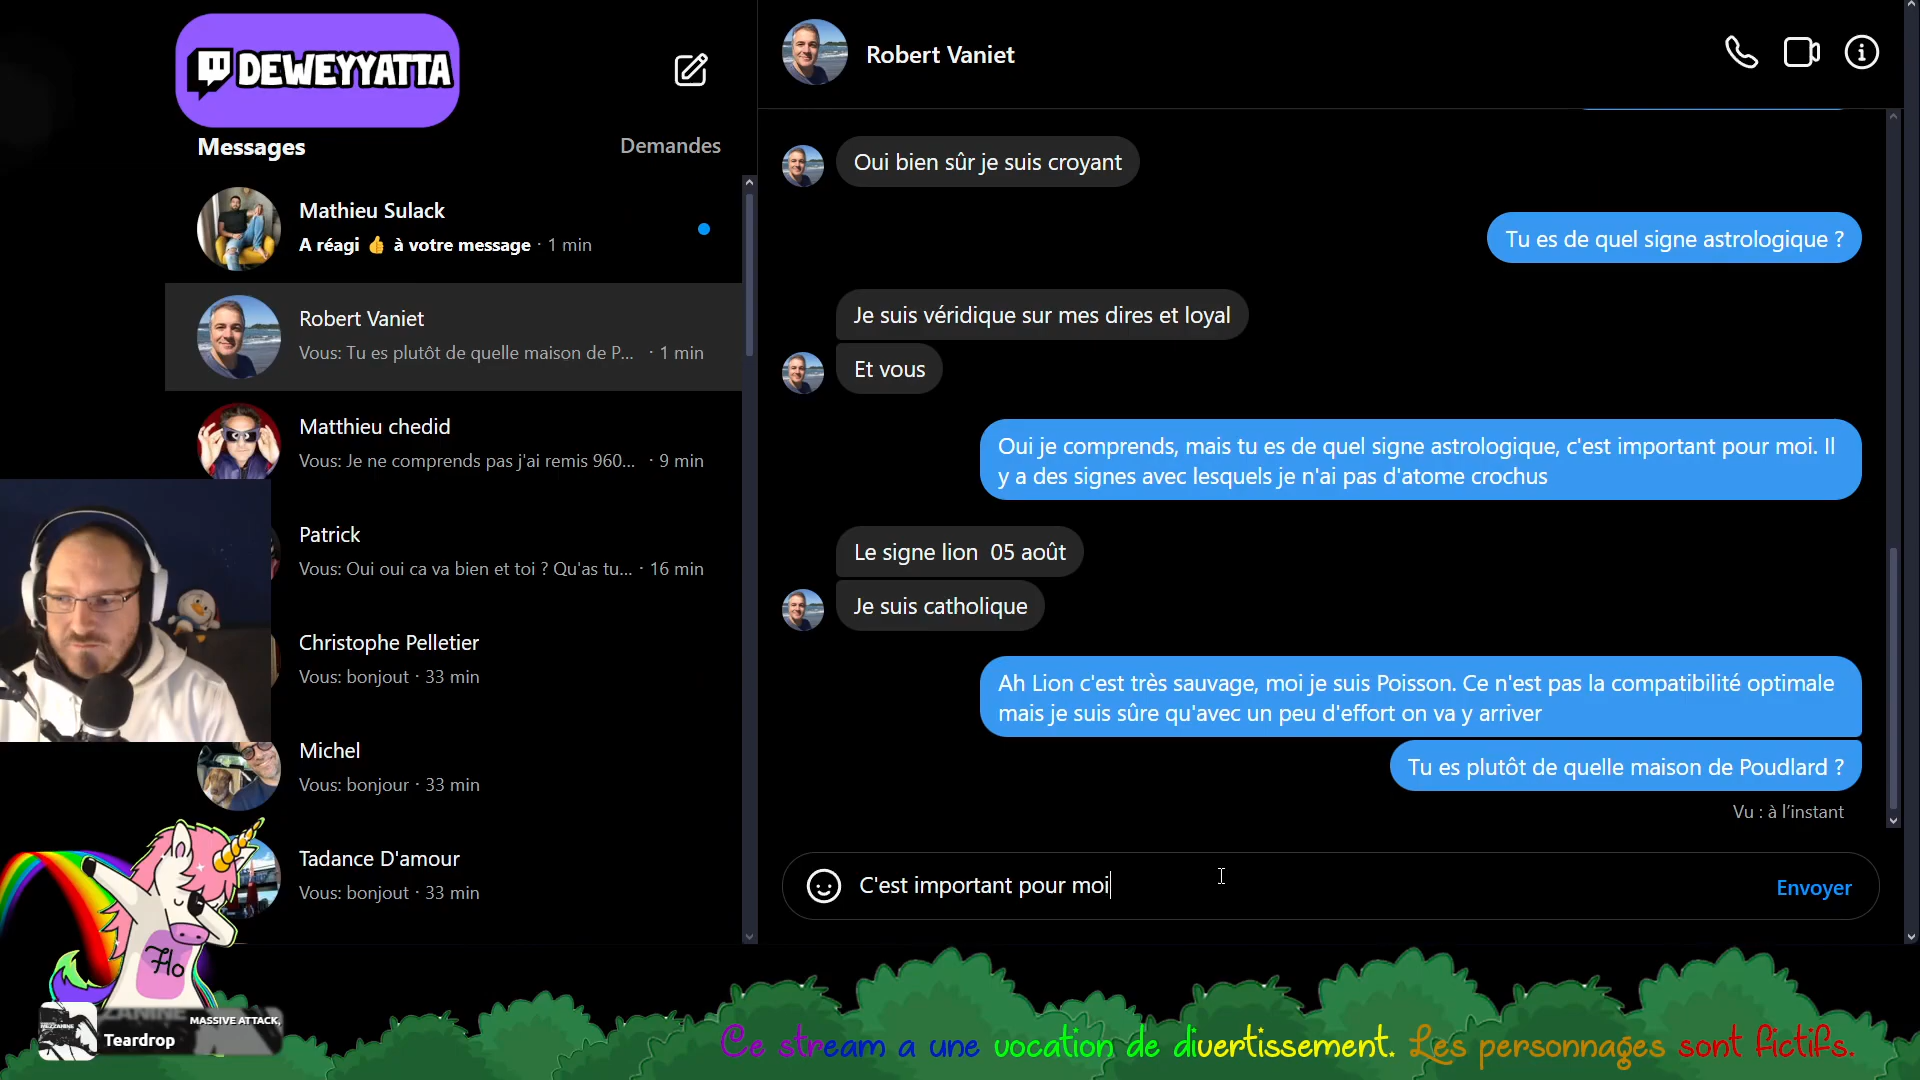 DEWEYYATTA
Messages
Demandes
Mathieu Sulack
A réagi 👍 à votre message · 1 min
Robert Vaniet
Vous: Tu es plutôt de quelle maison de P... · 1 min
Matthieu chedid
Vous: Je ne comprends pas j'ai remis 960... · 9 min
Patrick
Vous: Oui oui ca va bien et toi ? Qu'as tu... · 16 min
Christophe Pelletier
Vous: bonjout · 33 min
Michel
Vous: bonjour · 33 min
Tadance D'amour
Vous: bonjout · 33 min
Robert Vaniet
Oui bien sûr je suis croyant
Tu es de quel signe astrologique ?
Je suis véridique sur mes dires et loyal
Et vous
Oui je comprends, mais tu es de quel signe astrologique, c'est important pour moi. Il
y a des signes avec lesquels je n'ai pas d'atome crochus
Le signe lion  05 août
Je suis catholique
Ah Lion c'est très sauvage, moi je suis Poisson. Ce n'est pas la compatibilité optimale
mais je suis sûre qu'avec un peu d'effort on va y arriver
Tu es plutôt de quelle maison de Poudlard ?
Vu : à l'instant
C'est important pour moi
Envoyer
Flo
MASSIVE ATTACK,
Teardrop
Ce stream a une vocation de divertissement. Les personnages sont fictifs.